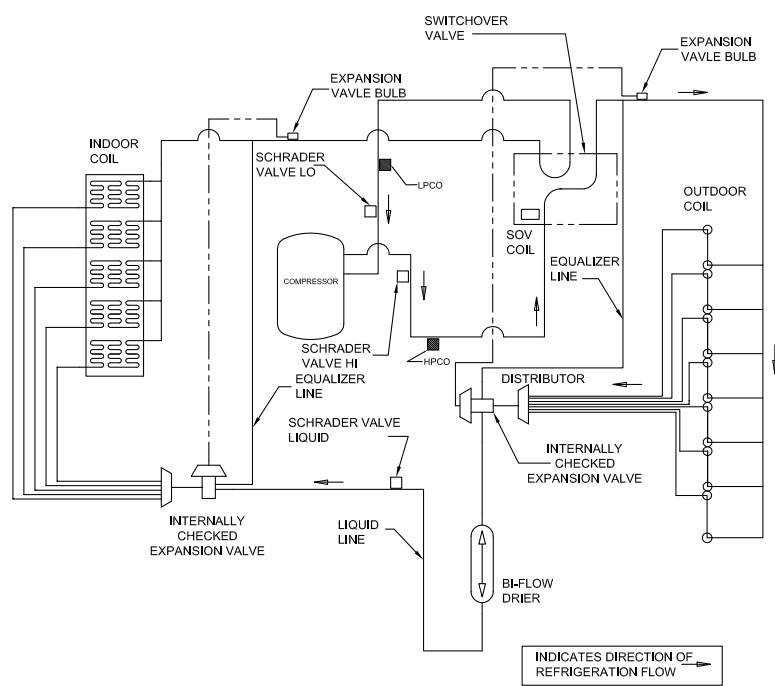 SWITCHOVER
VALVE
EXPANSION
VAVLE BULB
EXPANSION
VAVLE BULB
INDOOR
COIL
SCHRADER
VALVE LO
LPCO
OUTDOOR
COIL
SOV
COIL
EQUALIZER
LINE
COMPRESSOR
SCHRADER
VALVE HI
HPCO
EQUALIZER
LINE
DISTRIBUTOR
SCHRADER VALVE
LIQUID
INTERNALLY
CHECKED
EXPANSION VALVE
INTERNALLY
CHECKED
EXPANSION VALVE
LIQUID
LINE
BI-FLOW
DRIER
INDICATES DIRECTION OF
REFRIGERATION FLOW